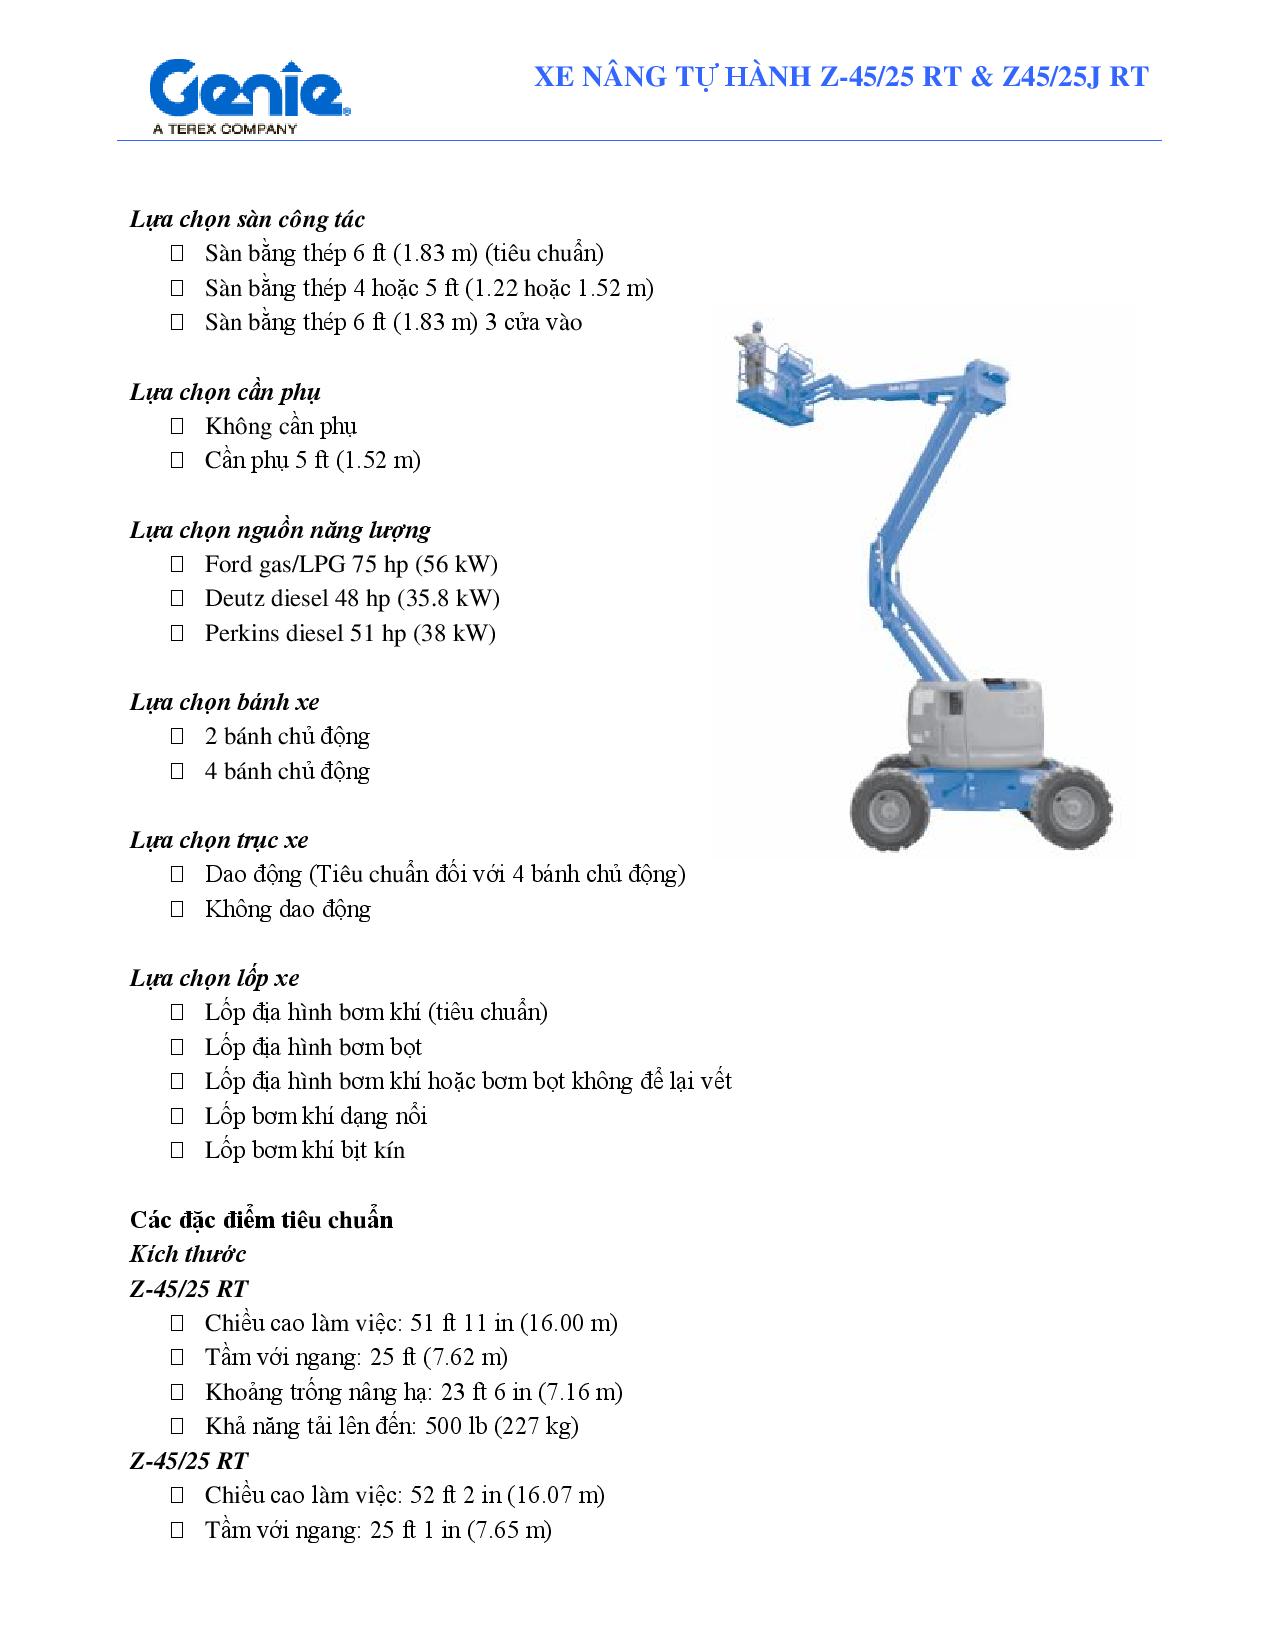 Genie®
A TEREX COMPANY
XE NÂNG TỰ HÀNH Z-45/25 RT & Z45/25J RT
Lựa chọn sàn công tác
Sàn bằng thép 6 ft (1.83 m) (tiêu chuẩn)
Sàn bằng thép 4 hoặc 5 ft (1.22 hoặc 1.52 m)
Sàn bằng thép 6 ft (1.83 m) 3 cửa vào
Lựa chọn cần phụ
Không cần phụ
Cần phụ 5 ft (1.52 m)
Lựa chọn nguồn năng lượng
Ford gas/LPG 75 hp (56 kW)
Deutz diesel 48 hp (35.8 kW)
Perkins diesel 51 hp (38 kW)
Lựa chọn bánh xe
2 bánh chủ động
4 bánh chủ động
Lựa chọn trục xe
Dao động (Tiêu chuẩn đối với 4 bánh chủ động)
Không dao động
Lựa chọn lốp xe
Lốp địa hình bơm khí (tiêu chuẩn)
Lốp địa hình bơm bọt
Lốp địa hình bơm khí hoặc bơm bọt không để lại vết
Lốp bơm khí dạng nổi
Lốp bơm khí bịt kín
Các đặc điểm tiêu chuẩn
Kích thước
Z-45/25 RT
Chiều cao làm việc: 51 ft 11 in (16.00 m)
Tầm với ngang: 25 ft (7.62 m)
Khoảng trống nâng hạ: 23 ft 6 in (7.16 m)
Khả năng tải lên đến: 500 lb (227 kg)
Z-45/25 RT
Chiều cao làm việc: 52 ft 2 in (16.07 m)
Tầm với ngang: 25 ft 1 in (7.65 m)